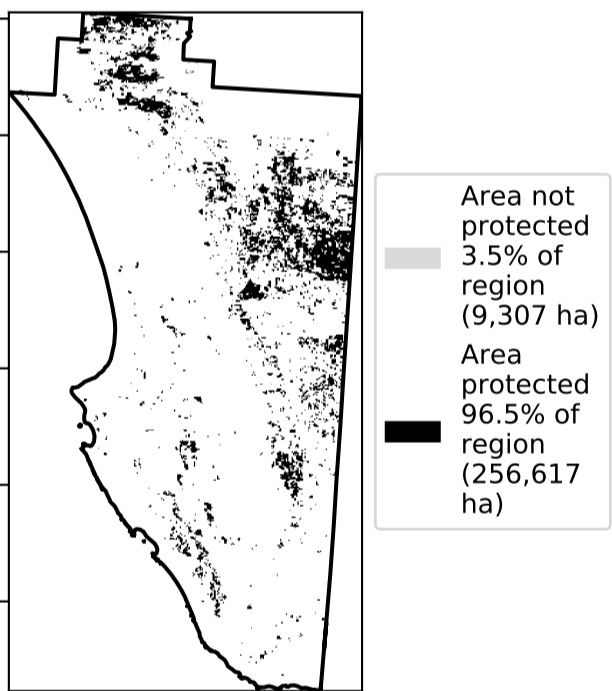 Area not
protected
3.5% of
region
(9,307 ha)
Area
protected
96.5% of
region
(256,617
ha)